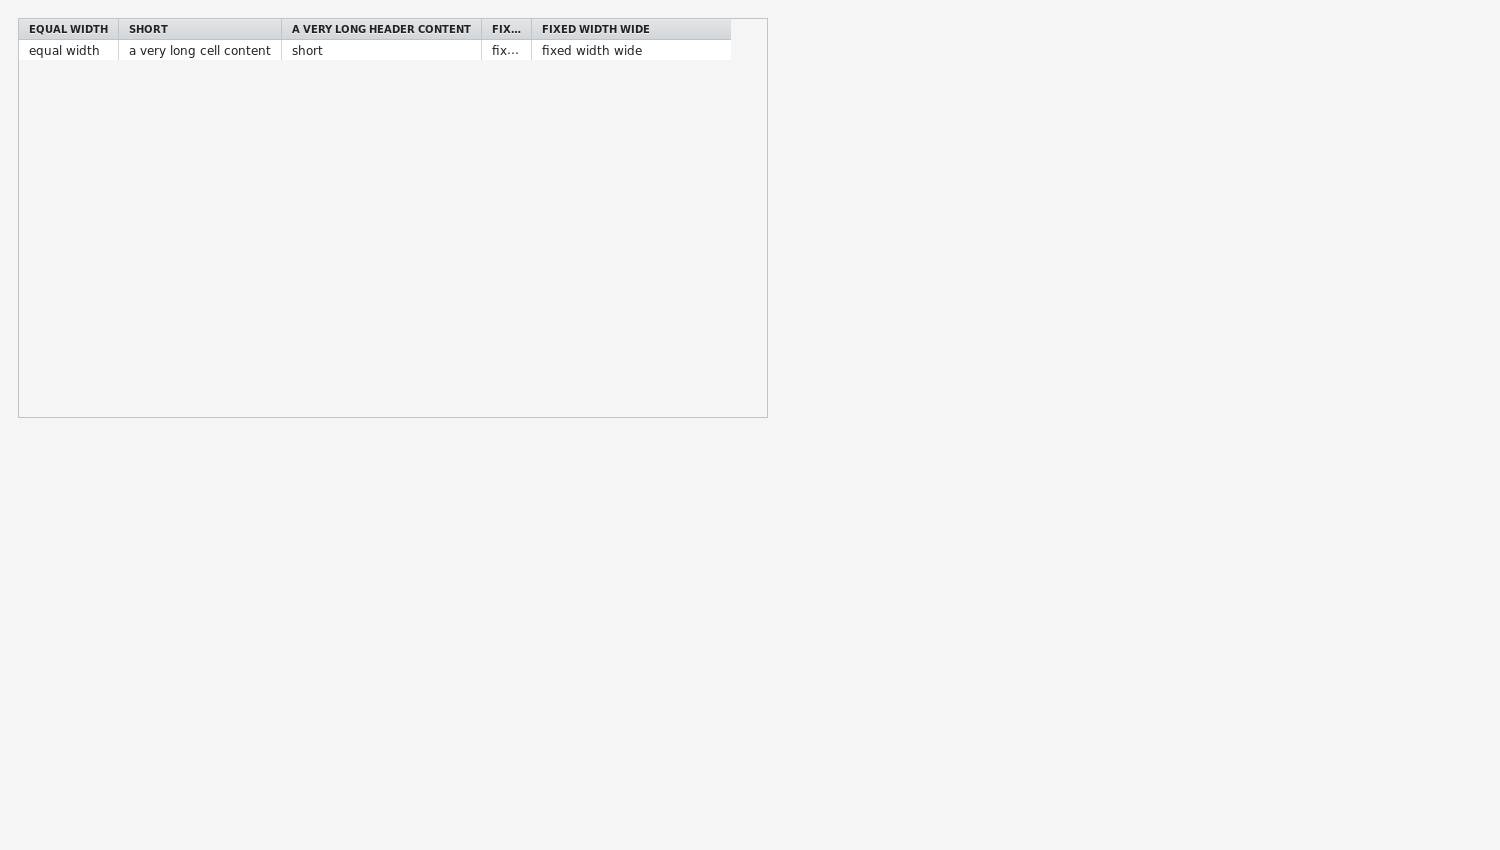 EQUAL WIDTH SHORT A VERY LONG HEADER CONTENT FIX... FIXED WIDTH WIDE
equal width a very long cell content short fix... fixed width wide